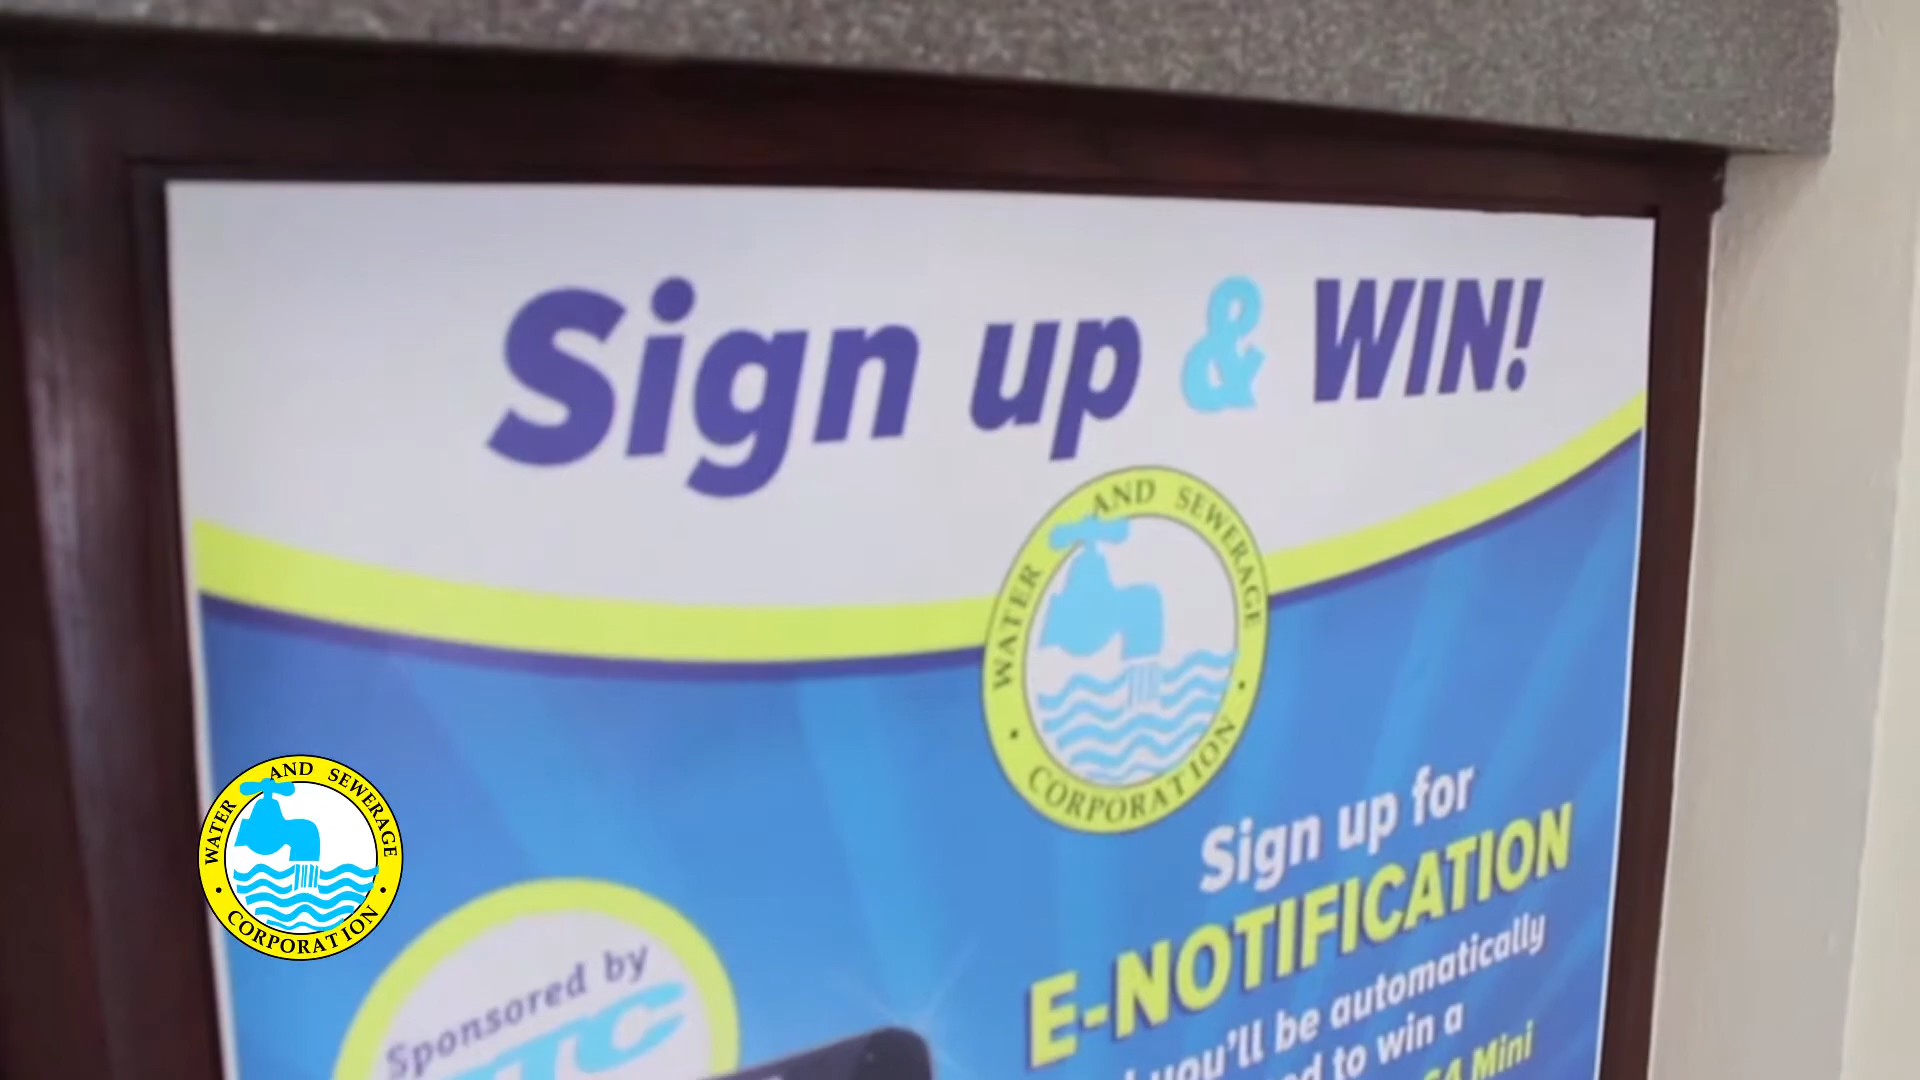 Sign up & WIN!
WATER AND SEWERAGE CORPORATION
Sign up for
E-NOTIFICATION
you'll be automatically
to win a
S4 Mini
Sponsored by
WATER AND SEWERAGE CORPORATION